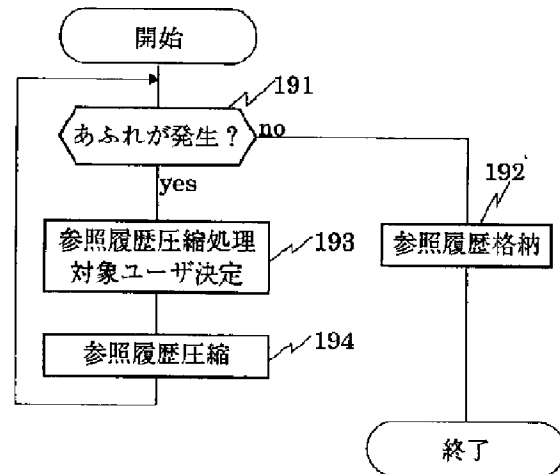 開始
191
あふれが発生？
no
yes
192
参照履歴圧縮処理
対象ユーザ決定
193
参照履歴格納
参照履歴圧縮
194
終了